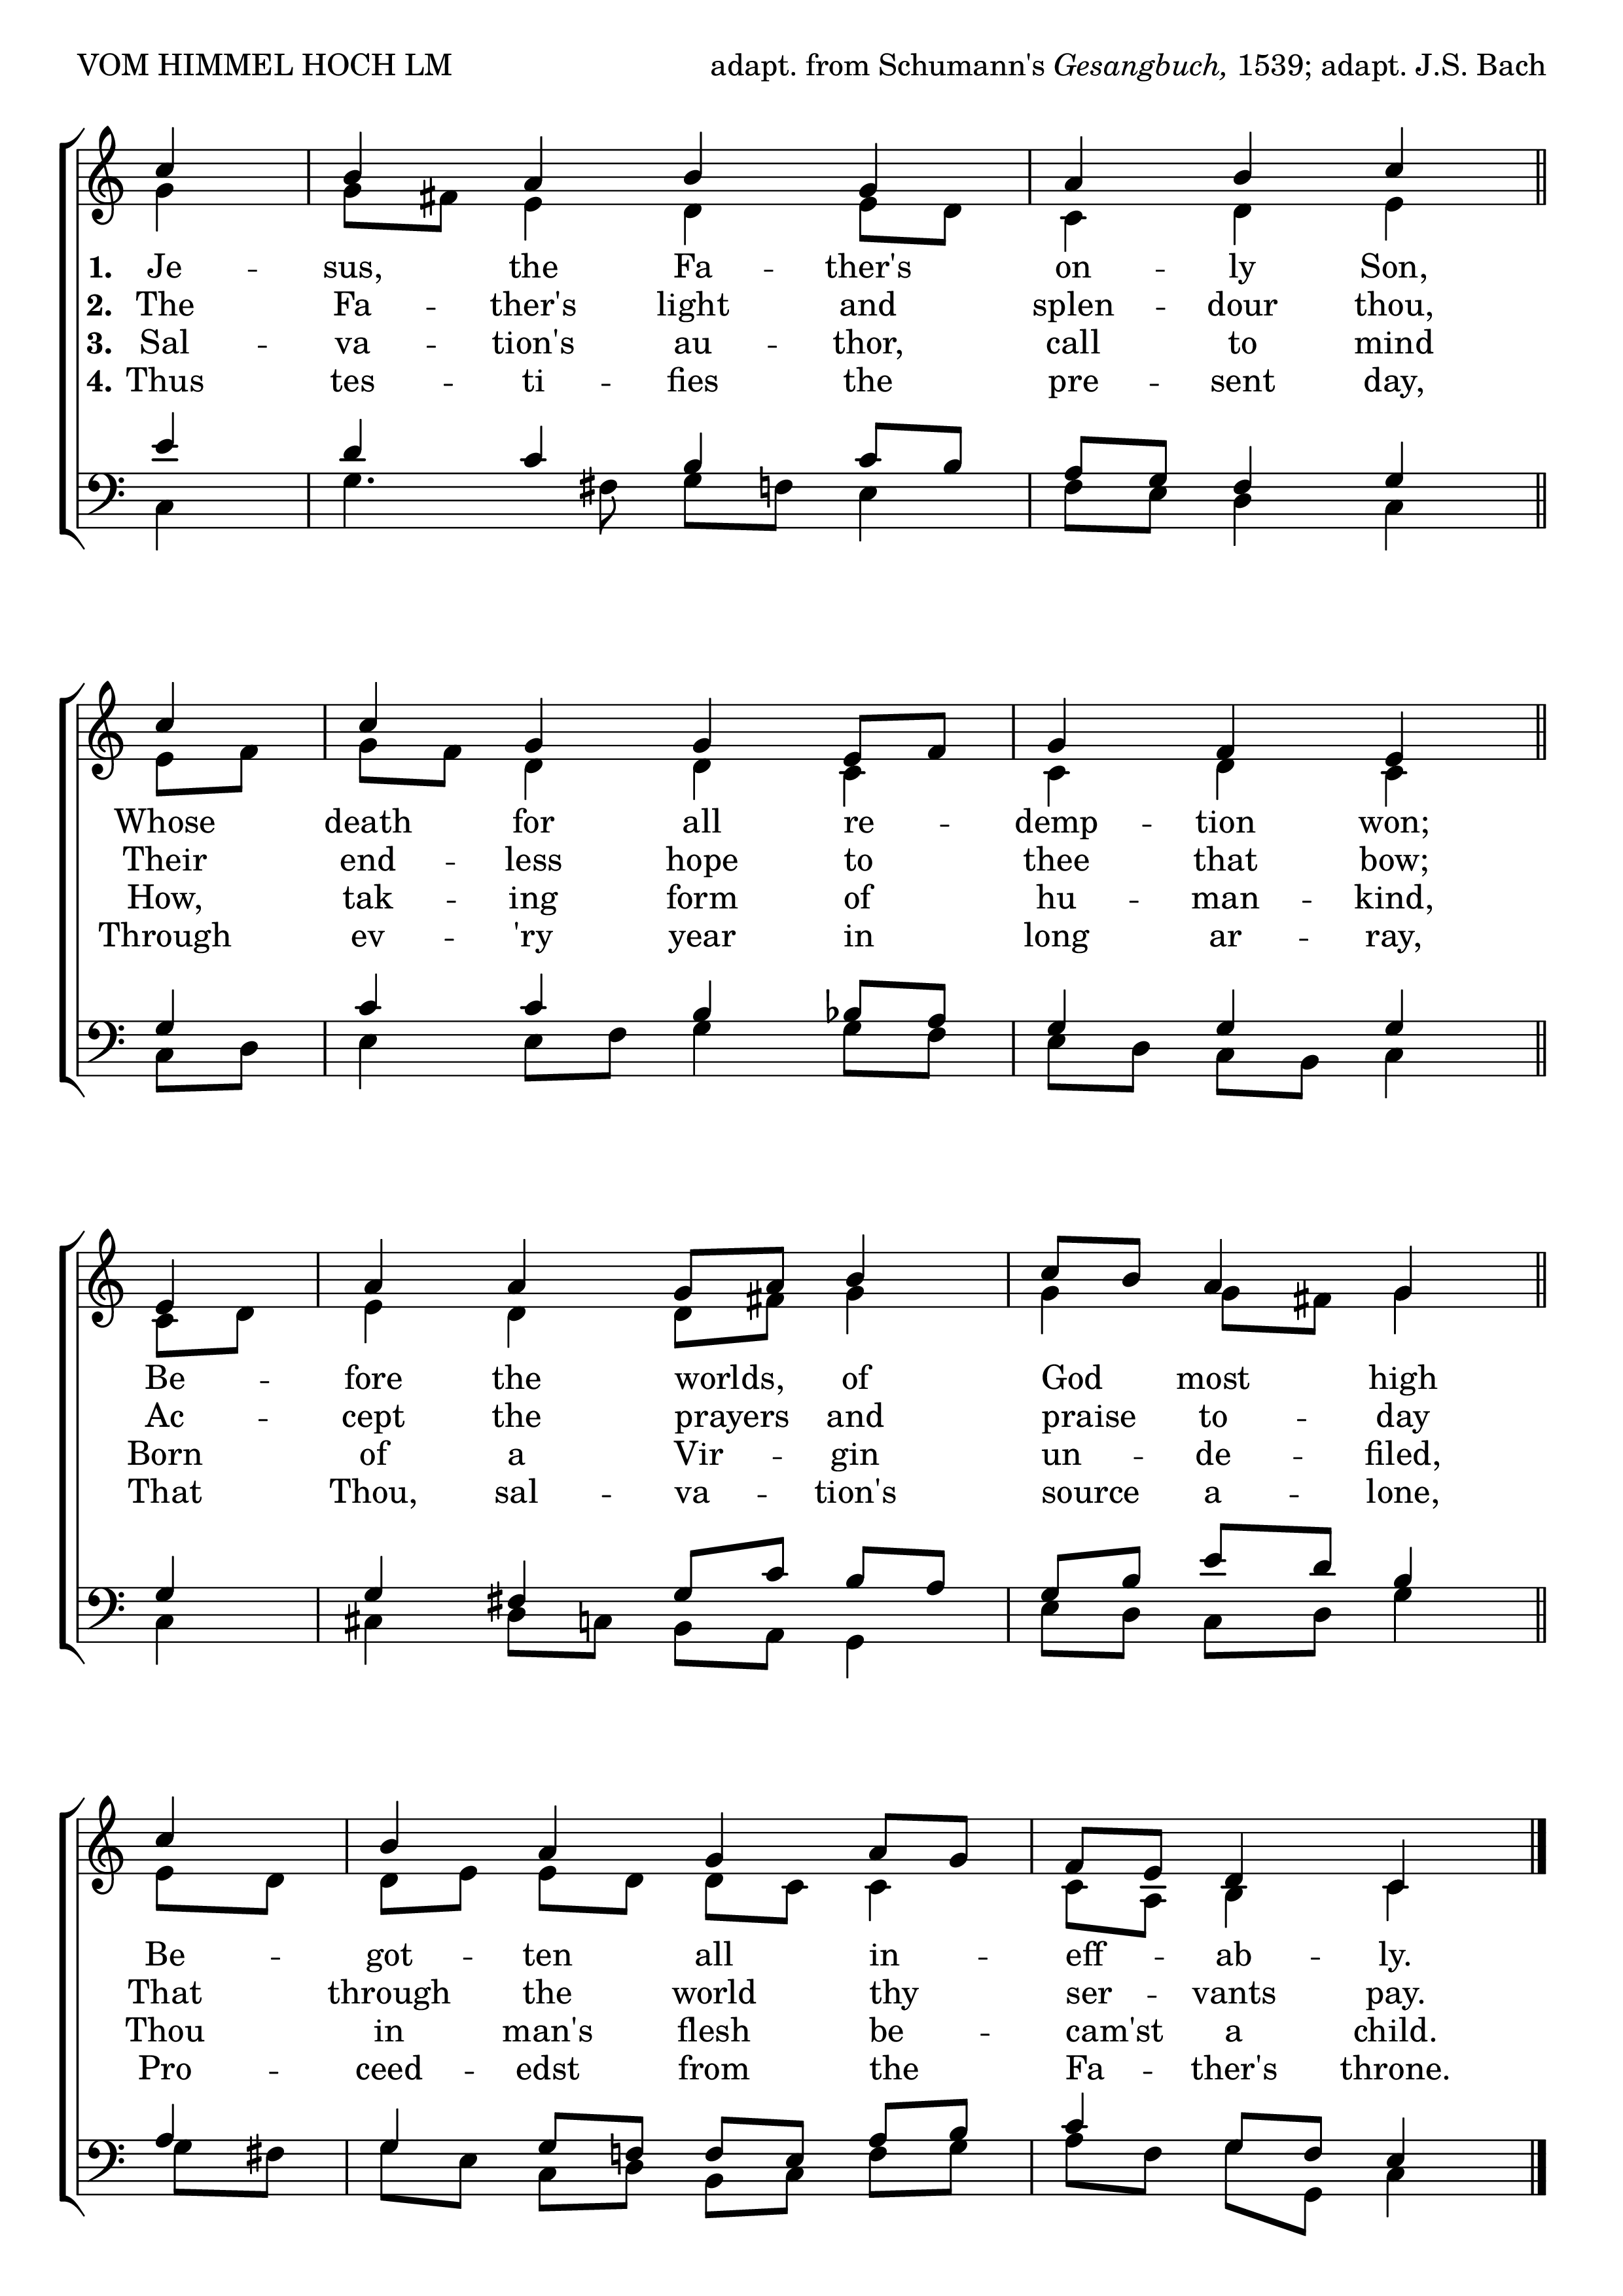 VOM HIMMEL HOCH LM adapt. from Schumann's Gesangbuch, 1539; adapt. J.S. Bach
1. Je - sus, the Fa - ther's on - ly Son,
2. The Fa - ther's light and splen - dour thou,
3. Sal - va - tion's au - thor, call to mind
4. Thus tes - ti - fies the pre - sent day,
Whose death for all re - demp - tion won;
Their end - less hope to thee that bow;
How, tak - ing form of hu - man - kind,
Through ev - 'ry year in long ar - ray,
Be - fore the worlds, of God most high
Ac - cept the prayers and praise to - day
Born of a Vir - gin un - de - filed,
That Thou, sal - va - tion's source a - lone,
Be - got - ten all in - eff - ab - ly.
That through the world thy ser - vants pay.
Thou in man's flesh be - cam'st a child.
Pro - ceed - edst from the Fa - ther's throne.